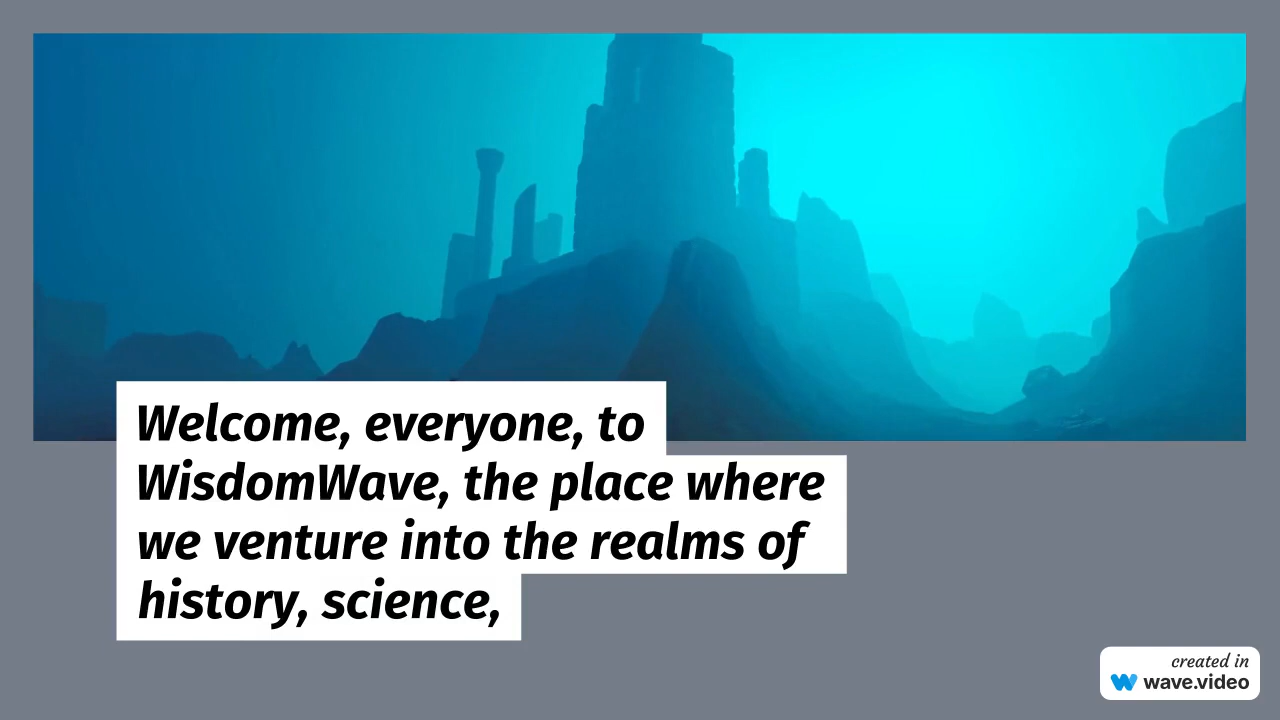 Welcome, everyone, to
WisdomWave, the place where
we venture into the realms of
history, science,
created in
wave.video